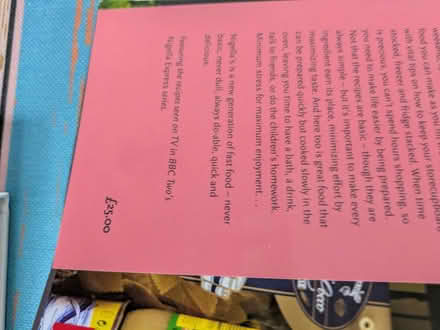 food you can make as you
with vital tips on how to keep your storecupboard
stocked, freezer and fridge stacked. When time
is precious, you can't spend hours shopping, so
you need to make life easier by being prepared.
Not that the recipes are basic – though they are
always simple – but it's important to make every
ingredient earn its place, minimizing effort by
maximizing taste. And here too is great food that
can be prepared quickly but cooked slowly in the
oven, leaving you time to have a bath, a drink,
talk to friends, or do the children's homework.
Minimum stress for maximum enjoyment. . .
Nigella's is a new generation of fast food – never
basic, never dull, always do-able, quick and
delicious.
Featuring the recipes seen on TV in BBC Two's
Nigella Express series.
£25.00